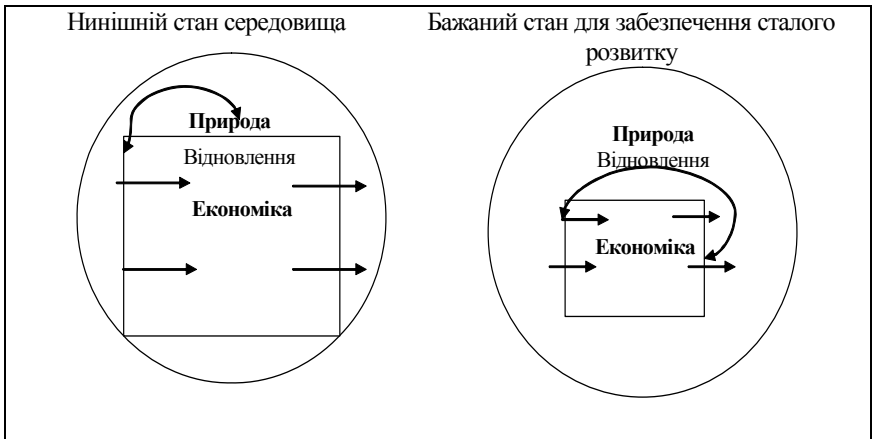 Нинішній стан середовища
Природа
Відновлення
Економіка
Бажаний стан для забезпечення сталого
розвитку
Природа
Відновлення
Економіка